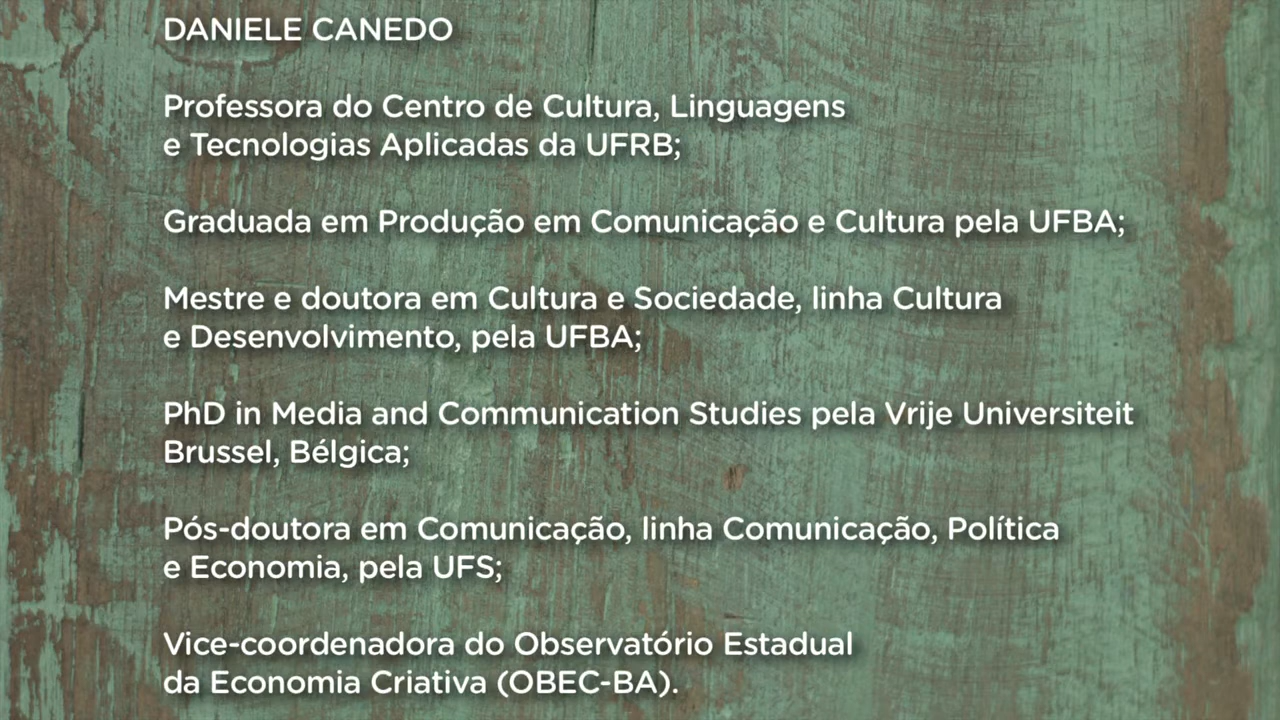 DANIELE CANEDO
Professora do Centro de Cultura, Linguagens
e Tecnologias Aplicadas da UFRB;
Graduada em Produção em Comunicação e Cultura pela UFBA;
Mestre e doutora em Cultura e Sociedade, linha Cultura
e Desenvolvimento, pela UFBA;
PhD in Media and Communication Studies pela Vrije Universiteit
Brussel, Bélgica;
Pós-doutora em Comunicação, linha Comunicação, Política
e Economia, pela UFS;
Vice-coordenadora do Observatório Estadual
da Economia Criativa (OBEC-BA).